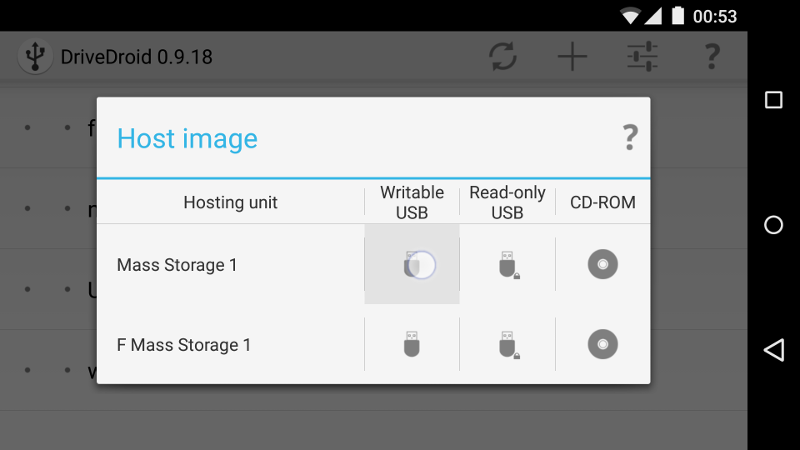 00:53
DriveDroid 0.9.18
?
Host image
?
Hosting unit
Writable
USB
Read-only
USB
CD-ROM
Mass Storage 1
F Mass Storage 1